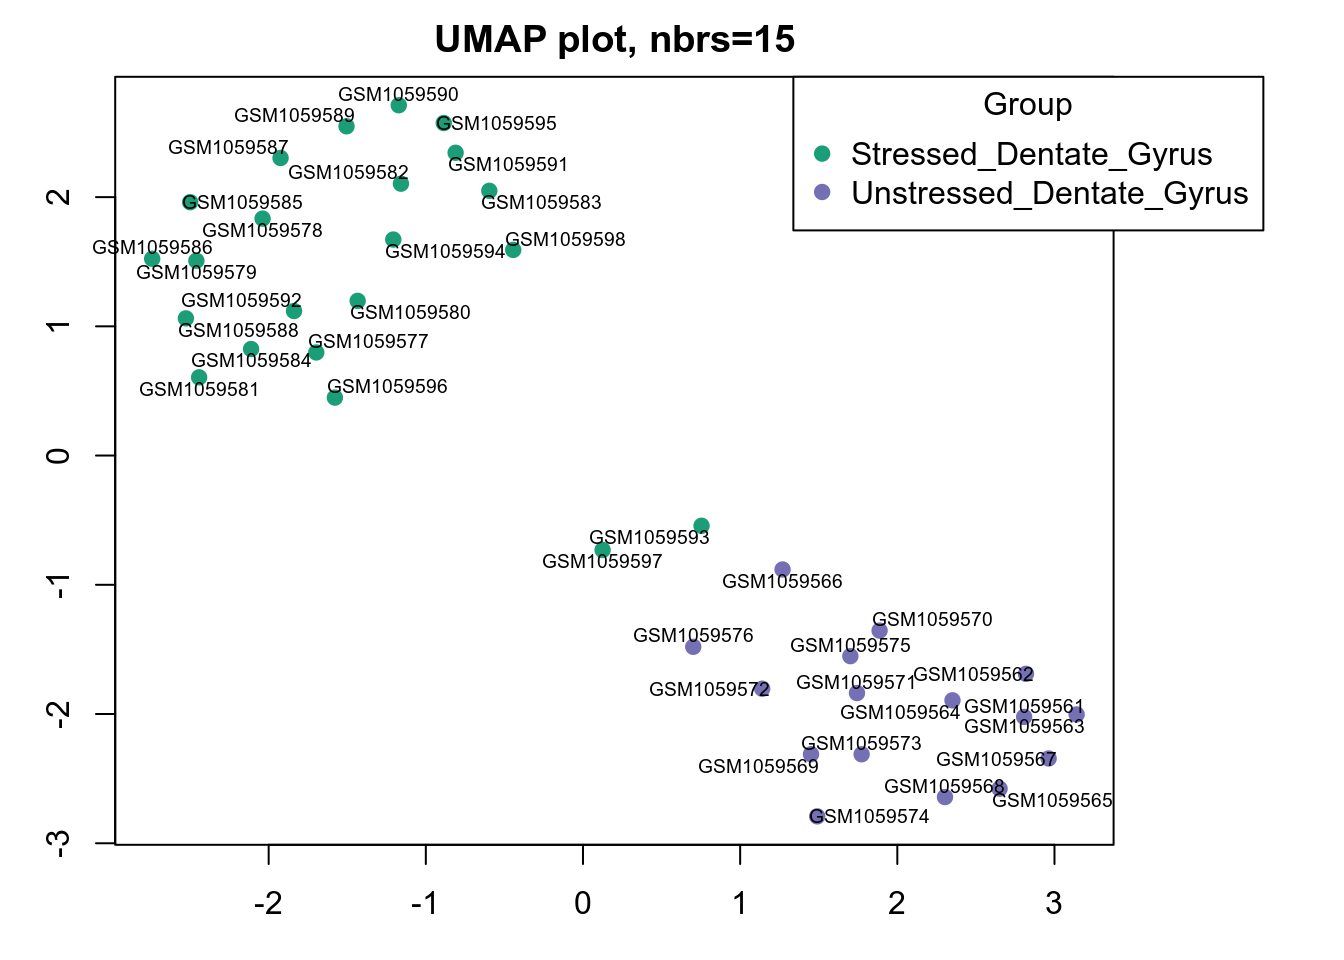 UMAP plot, nbrs=15
Group
Stressed_Dentate_Gyrus
Unstressed_Dentate_Gyrus
GSM1059590
GSM1059589
GSM1059595
GSM1059587
GSM1059591
GSM1059582
GSM1059585
GSM1059583
GSM1059578
GSM1059598
GSM1059586
GSM1059594
GSM1059579
GSM1059592
GSM1059580
GSM1059588
GSM1059577
GSM1059584
GSM1059596
GSM1059581
GSM1059593
GSM1059597
GSM1059566
GSM1059570
GSM1059576
GSM1059575
GSM1059562
GSM1059571
GSM1059572
GSM1059561
GSM1059564
GSM1059563
GSM1059573
GSM1059567
GSM1059569
GSM1059568
GSM1059565
GSM1059574
2
1
0
-1
-2
-3
-2 -1 0 1 2 3